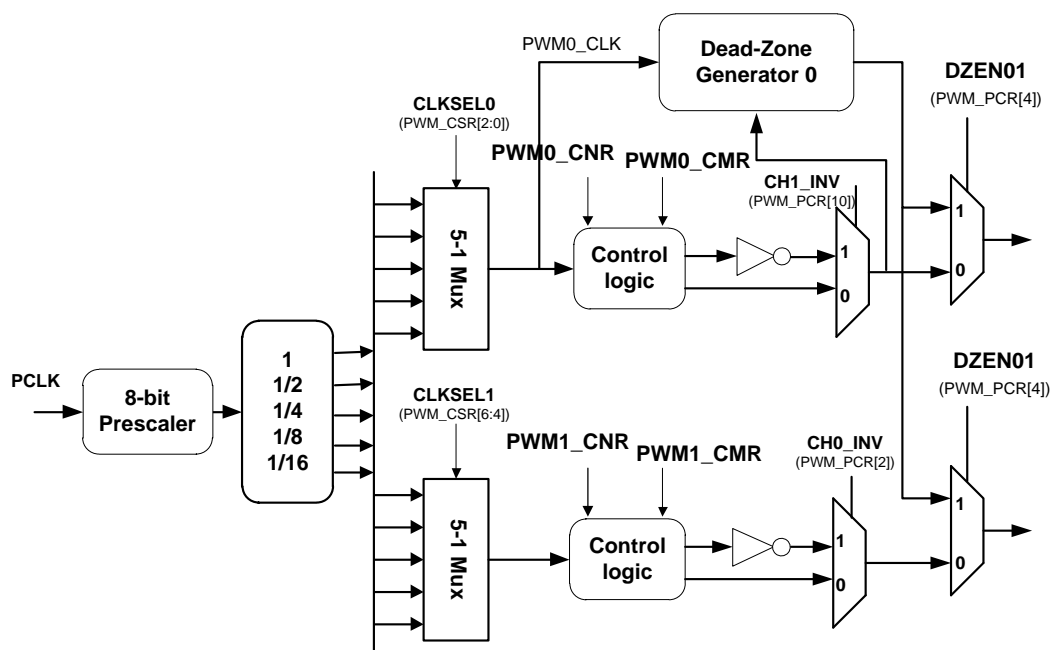 PWM0_CLK
Dead-Zone
Generator 0
DZEN01
(PWM_PCR[4])
CLKSEL0
(PWM_CSR[2:0])
PWM0_CNR
PWM0_CMR
CH1_INV
(PWM_PCR[10])
5-1 Mux
Control
logic
1
0
1
0
PCLK
8-bit
Prescaler
1
1/2
1/4
1/8
1/16
CLKSEL1
(PWM_CSR[6:4])
PWM1_CNR
PWM1_CMR
CH0_INV
(PWM_PCR[2])
DZEN01
(PWM_PCR[4])
5-1 Mux
Control
logic
1
0
1
0